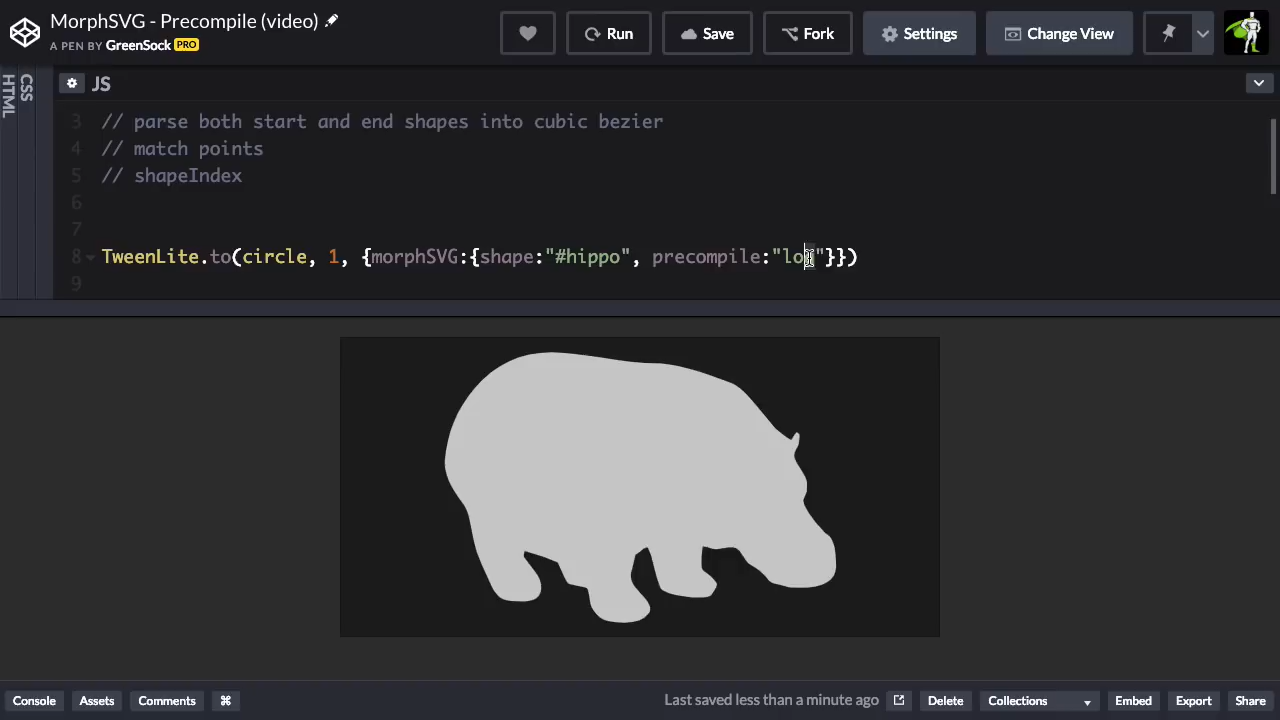 MorphSVG - Precompile (video)
A PEN BY GreenSock PRO
Run
Save
Fork
Settings
Change View
HTML
CSS
JS
3 // parse both start and end shapes into cubic bezier
4 // match points
5 // shapeIndex
6
7
8 TweenLite.to(circle, 1, {morphSVG:{shape:"#hippo", precompile:"log"}})
9
Console
Assets
Comments
⌘
Last saved less than a minute ago
Delete
Collections
Embed
Export
Share